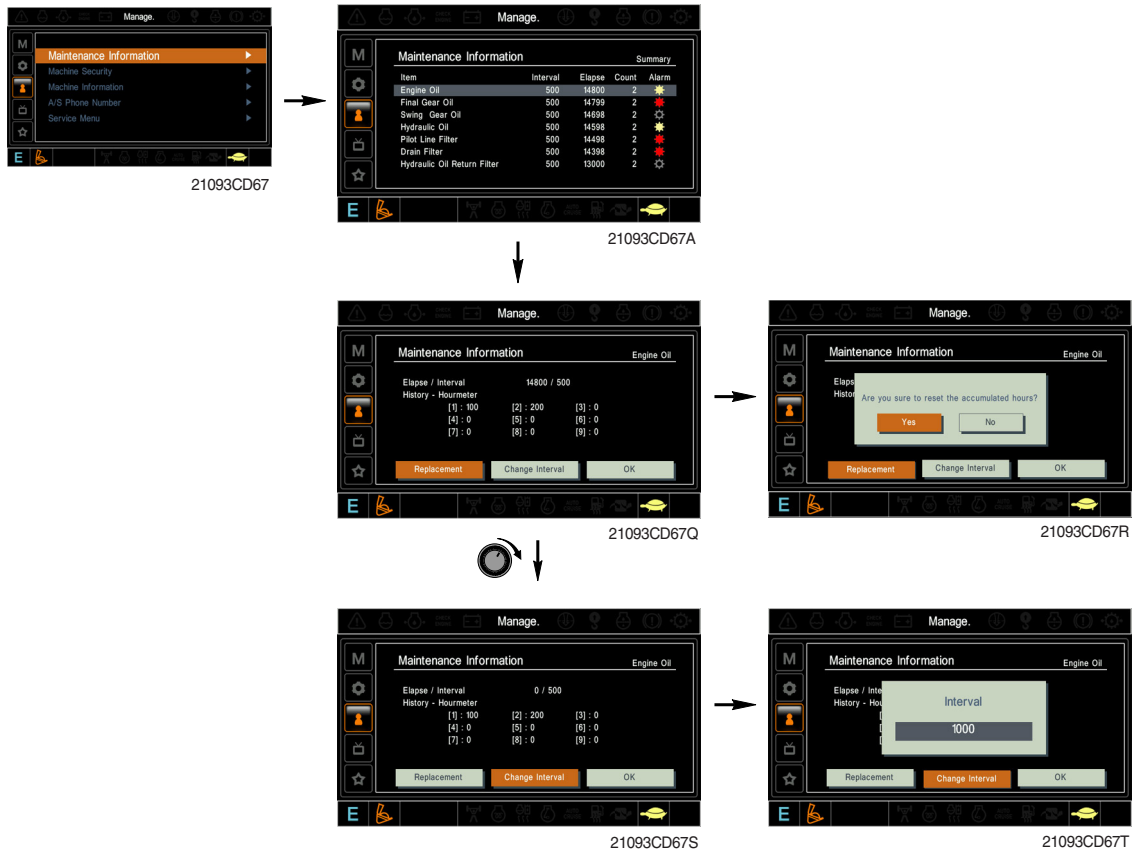 Manage.
M
Maintenance Information
Machine Security
Machine Information
A/S Phone Number
Service Menu
E
21093CD67
Manage.
M
Maintenance Information Summary
Item Interval Elapse Count Alarm
Engine Oil 500 14800 2
Final Gear Oil 500 14799 2
Swing Gear Oil 500 14698 2
Hydraulic Oil 500 14598 2
Pilot Line Filter 500 14498 2
Drain Filter 500 14398 2
Hydraulic Oil Return Filter 500 13000 2
E
21093CD67A
Manage.
M
Maintenance Information Engine Oil
Elapse / Interval 14800 / 500
History - Hourmeter
[1] : 100 [2] : 200 [3] : 0
[4] : 0 [5] : 0 [6] : 0
[7] : 0 [8] : 0 [9] : 0
Replacement Change Interval OK
E
21093CD67Q
Manage.
M
Maintenance Information Engine Oil
Elaps
Histor
Are you sure to reset the accumulated hours?
Yes No
Replacement Change Interval OK
E
21093CD67R
Manage.
M
Maintenance Information Engine Oil
Elapse / Interval 0 / 500
History - Hourmeter
[1] : 100 [2] : 200 [3] : 0
[4] : 0 [5] : 0 [6] : 0
[7] : 0 [8] : 0 [9] : 0
Replacement Change Interval OK
E
21093CD67S
Manage.
M
Maintenance Information Engine Oil
Elapse / Inte
History - Hou
Interval
1000
Replacement Change Interval OK
E
21093CD67T